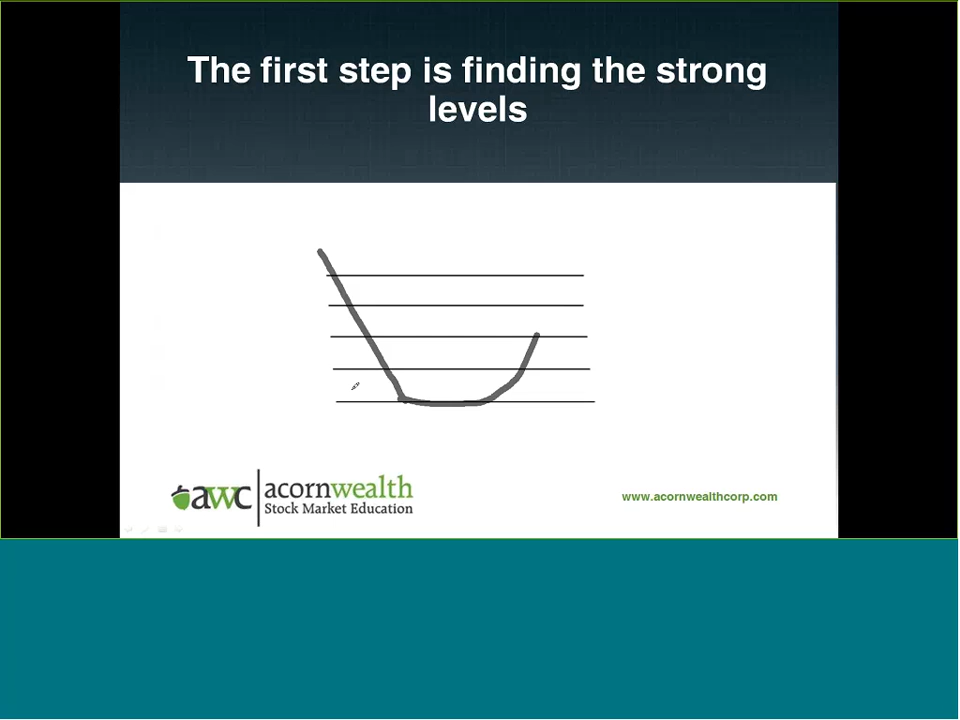 The first step is finding the strong
levels
awc
acornwealth
Stock Market Education
www.acornwealthcorp.com